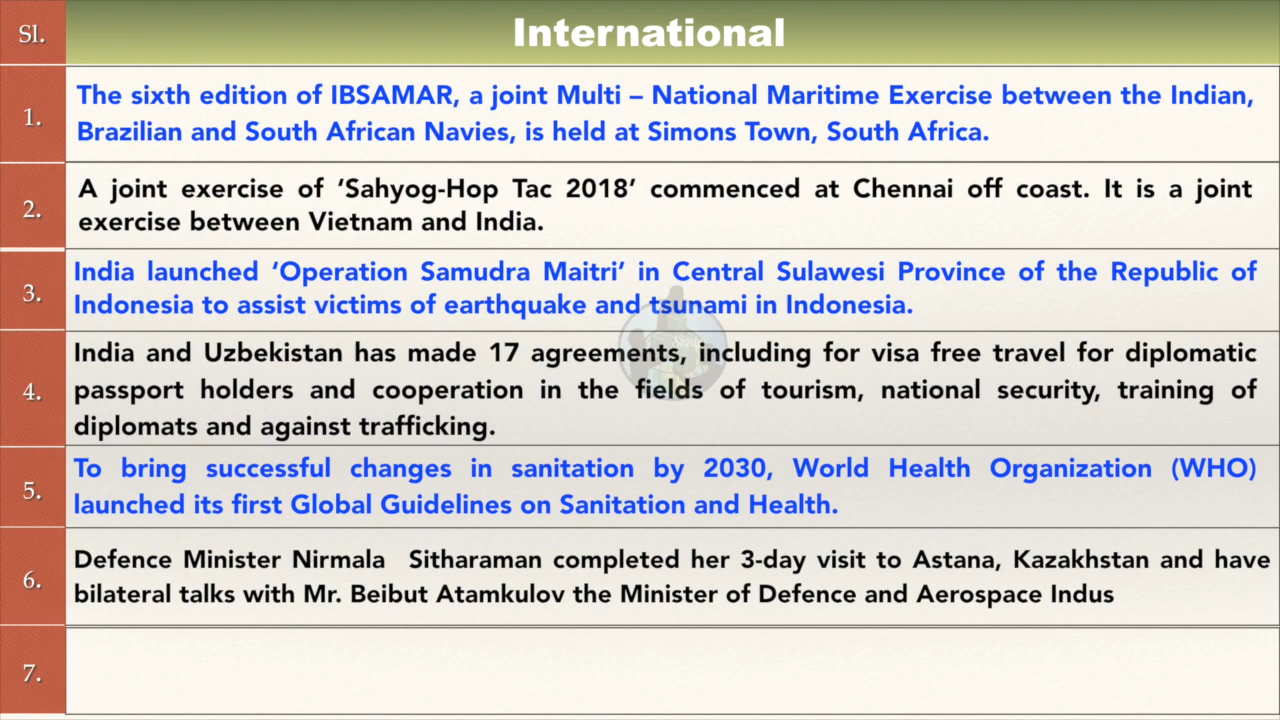 Sl.
International
1.
The sixth edition of IBSAMAR, a joint Multi – National Maritime Exercise between the Indian,
Brazilian and South African Navies, is held at Simons Town, South Africa.
2.
A joint exercise of ‘Sahyog-Hop Tac 2018’ commenced at Chennai off coast. It is a joint
exercise between Vietnam and India.
3.
India launched ‘Operation Samudra Maitri’ in Central Sulawesi Province of the Republic of
Indonesia to assist victims of earthquake and tsunami in Indonesia.
4.
India and Uzbekistan has made 17 agreements, including for visa free travel for diplomatic
passport holders and cooperation in the fields of tourism, national security, training of
diplomats and against trafficking.
5.
To bring successful changes in sanitation by 2030, World Health Organization (WHO)
launched its first Global Guidelines on Sanitation and Health.
6.
Defence Minister Nirmala Sitharaman completed her 3-day visit to Astana, Kazakhstan and have
bilateral talks with Mr. Beibut Atamkulov the Minister of Defence and Aerospace Indus
7.